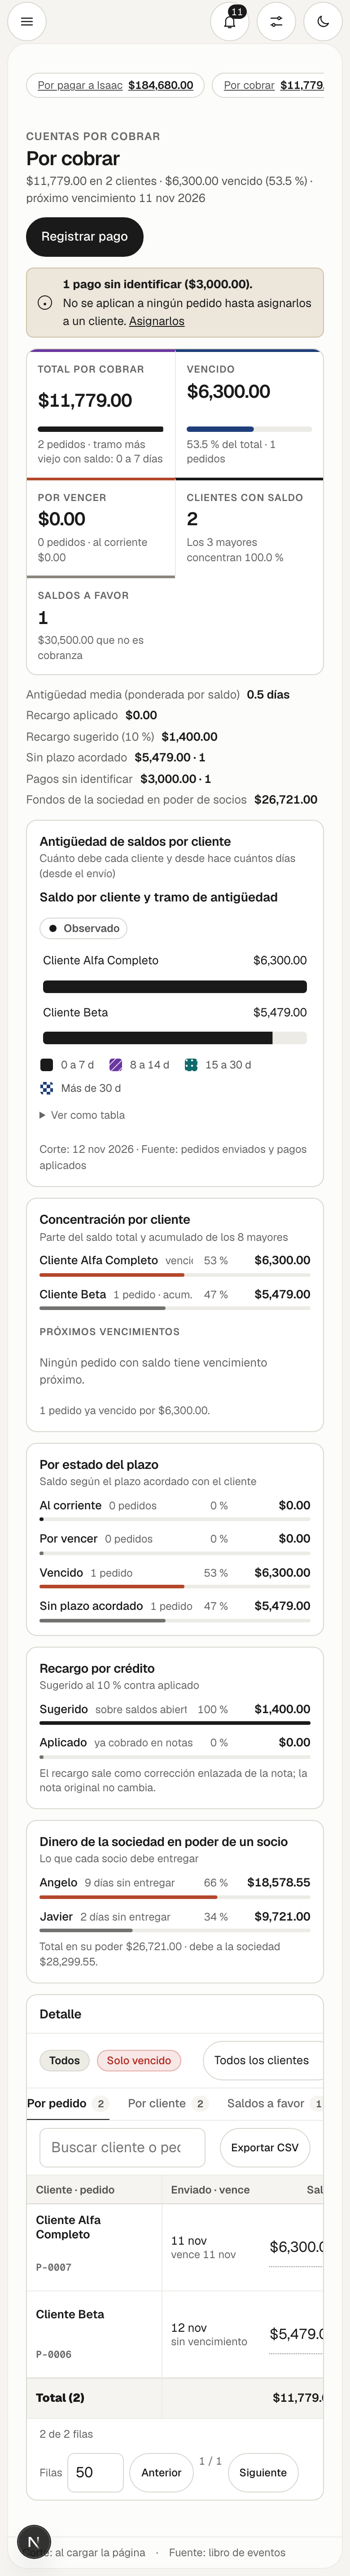 11
Por pagar a Isaac $184,680.00
Por cobrar $11,779.
CUENTAS POR COBRAR
Por cobrar
$11,779.00 en 2 clientes · $6,300.00 vencido (53.5 %) ·
próximo vencimiento 11 nov 2026
Registrar pago
1 pago sin identificar ($3,000.00).
No se aplican a ningún pedido hasta asignarlos
a un cliente. Asignarlos
TOTAL POR COBRAR
$11,779.00
2 pedidos · tramo más
viejo con saldo: 0 a 7 días
VENCIDO
$6,300.00
53.5 % del total · 1
pedidos
POR VENCER
$0.00
0 pedidos · al corriente
$0.00
CLIENTES CON SALDO
2
Los 3 mayores
concentran 100.0 %
SALDOS A FAVOR
1
$30,500.00 que no es
cobranza
Antigüedad media (ponderada por saldo) 0.5 días
Recargo aplicado $0.00
Recargo sugerido (10 %) $1,400.00
Sin plazo acordado $5,479.00 · 1
Pagos sin identificar $3,000.00 · 1
Fondos de la sociedad en poder de socios $26,721.00
Antigüedad de saldos por cliente
Cuánto debe cada cliente y desde hace cuántos días
(desde el envío)
Saldo por cliente y tramo de antigüedad
Observado
Cliente Alfa Completo $6,300.00
Cliente Beta $5,479.00
0 a 7 d 8 a 14 d 15 a 30 d
Más de 30 d
Ver como tabla
Corte: 12 nov 2026 · Fuente: pedidos enviados y pagos
aplicados
Concentración por cliente
Parte del saldo total y acumulado de los 8 mayores
Cliente Alfa Completo 53 % $6,300.00
Cliente Beta 1 pedido · acum. 47 % $5,479.00
PRÓXIMOS VENCIMIENTOS
Ningún pedido con saldo tiene vencimiento
próximo.
1 pedido ya vencido por $6,300.00.
Por estado del plazo
Saldo según el plazo acordado con el cliente
Al corriente 0 pedidos 0 % $0.00
Por vencer 0 pedidos 0 % $0.00
Vencido 1 pedido 53 % $6,300.00
Sin plazo acordado 1 pedido 47 % $5,479.00
Recargo por crédito
Sugerido al 10 % contra aplicado
Sugerido sobre saldos 100 % $1,400.00
Aplicado ya cobrado en notas 0 % $0.00
El recargo sale como corrección enlazada de la nota; la
nota original no cambia.
Dinero de la sociedad en poder de un socio
Lo que cada socio debe entregar
Angelo 9 días sin entregar 66 % $18,578.55
Javier 2 días sin entregar 34 % $9,721.00
Total en su poder $26,721.00 · debe a la sociedad
$28,299.55.
Detalle
Todos Solo vencido Todos los clientes
Por pedido 2 Por cliente 2 Saldos a favor 1
Buscar cliente o Exportar CSV
Cliente · pedido Enviado · vence
Cliente Alfa
Completo
P-0007
11 nov
vence 11 nov
$6,300.
Cliente Beta
P-0006
12 nov
sin vencimiento
$5,479.
Total (2) $11,779.
2 de 2 filas
Filas 50 Anterior 1 / 1 Siguiente
N
al cargar la página · Fuente: libro de eventos